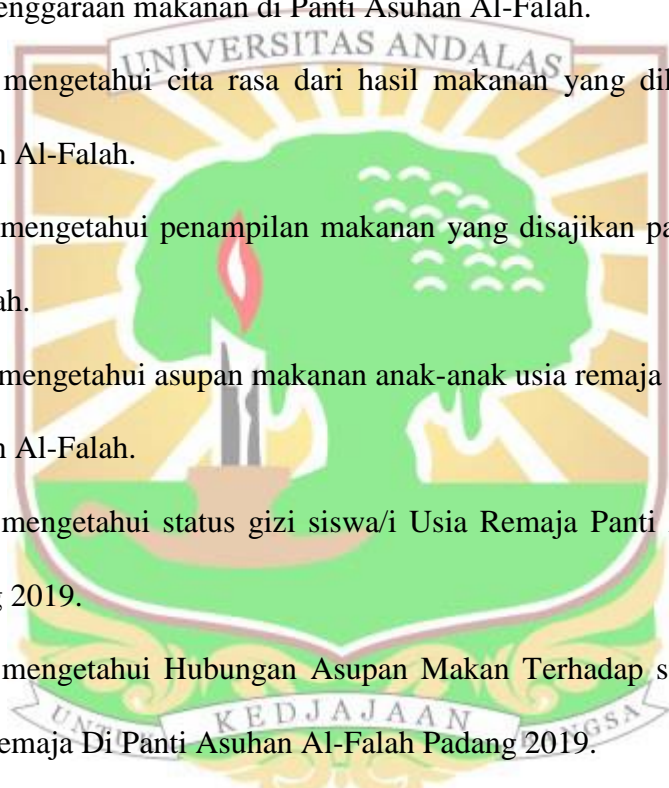 enggaraan makanan di Panti Asuhan Al-Falah.
UNIVERSITAS ANDALAS
mengetahui cita rasa dari hasil makanan yang dil
n Al-Falah.
mengetahui penampilan makanan yang disajikan pa
ah.
mengetahui asupan makanan anak-anak usia remaja
n Al-Falah.
mengetahui status gizi siswa/i Usia Remaja Panti
g 2019.
mengetahui Hubungan Asupan Makan Terhadap s
UNTUK KEDJAJAAN BANGSA
emaja Di Panti Asuhan Al-Falah Padang 2019.